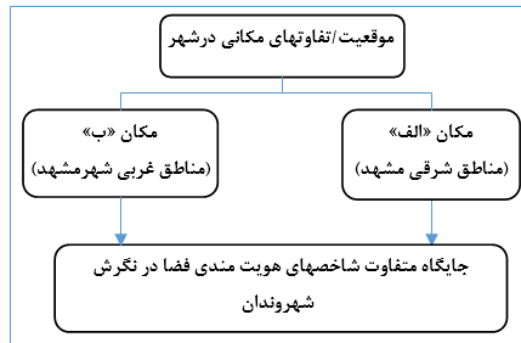 موقعیت/تفاوتهای مکانی درشهر
مکان «الف»
(مناطق شرقی مشهد)
مکان «ب»
(مناطق غربی شهرمشهد)
جایگاه متفاوت شاخصهای هویت مندی فضا در نگرش
شهروندان